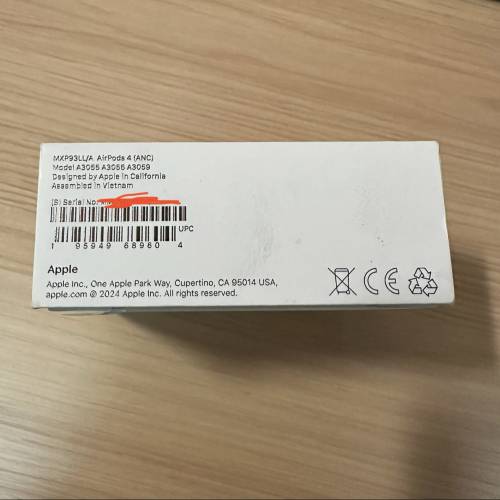 MXP93LL/A AirPods 4 (ANC)
Model A3055 A3056 A3059
Designed by Apple in California
Assembled in Vietnam
(S) Serial No.
UPC
1 95949 68960 4
Apple
Apple Inc., One Apple Park Way, Cupertino, CA 95014 USA,
apple.com © 2024 Apple Inc. All rights reserved.
CE